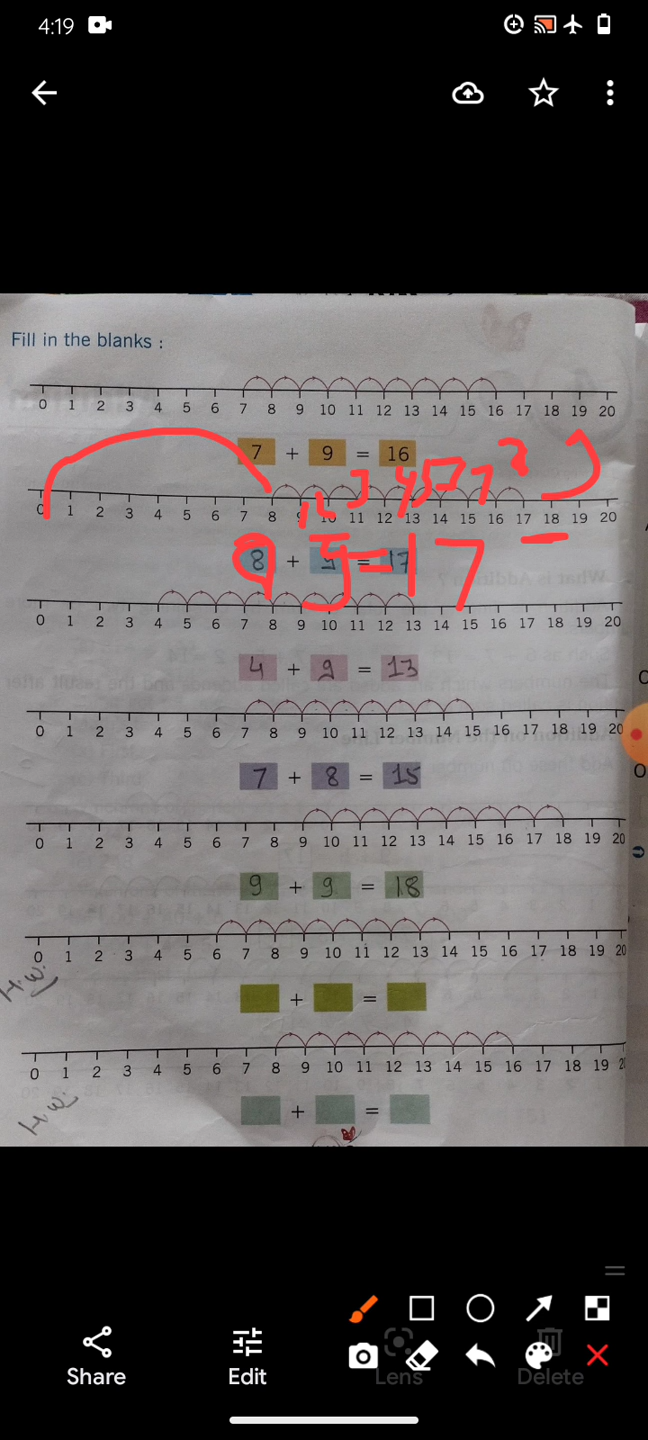 4:19
Fill in the blanks :
0 1 2 3 4 5 6 7 8 9 10 11 12 13 14 15 16 17 18 19 20
7 + 9 = 16
0 1 2 3 4 5 6 7 8 9 10 11 12 13 14 15 16 17 18 19 20
8 + 9 = 17
0 1 2 3 4 5 6 7 8 9 10 11 12 13 14 15 16 17 18 19 20
4 + 9 = 13
0 1 2 3 4 5 6 7 8 9 10 11 12 13 14 15 16 17 18 19 20
7 + 8 = 15
0 1 2 3 4 5 6 7 8 9 10 11 12 13 14 15 16 17 18 19 20
9 + 9 = 18
0 1 2 3 4 5 6 7 8 9 10 11 12 13 14 15 16 17 18 19 20
H.W.
+ =
0 1 2 3 4 5 6 7 8 9 10 11 12 13 14 15 16 17 18 19 2
H.W.
+ =
Share Edit Lens Delete